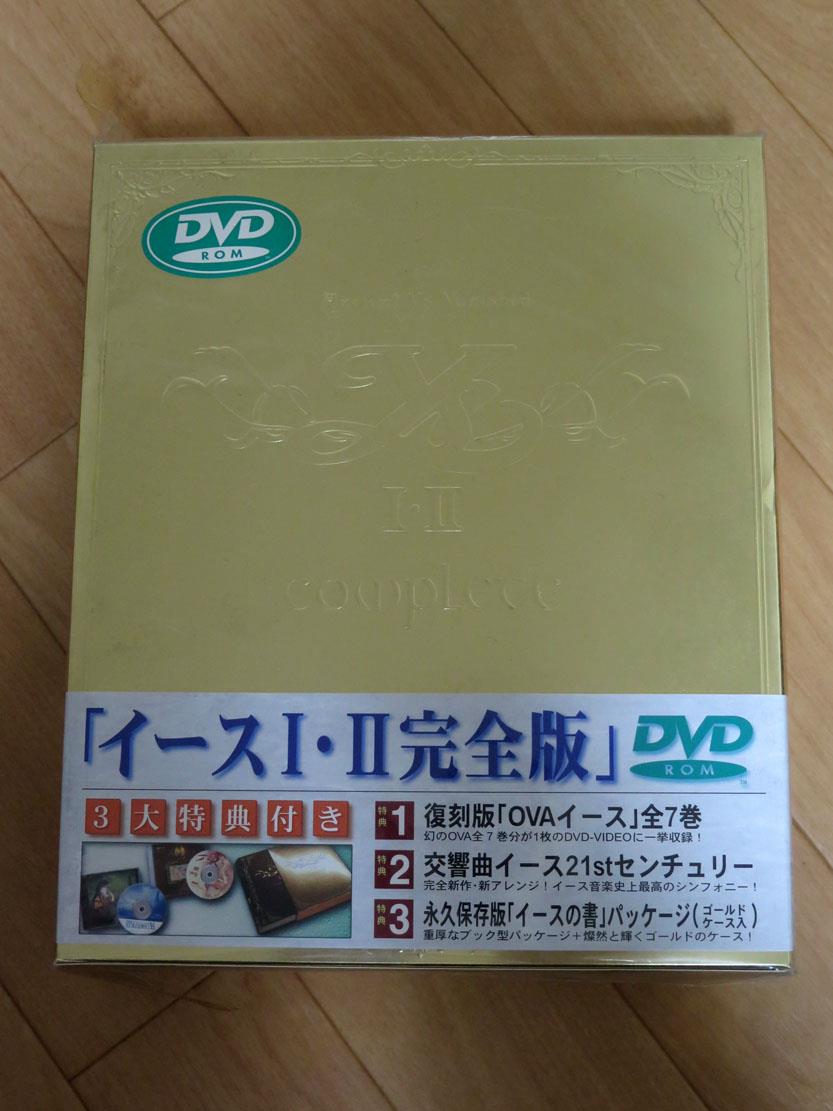 DVD
ROM
Ancient Ys Vanished
Ys
I・II
complete
「イースI・II完全版」
DVD
ROM
TM
3大特典付き
特典1 復刻版「OVAイース」全7巻
幻のOVA全7巻分が1枚のDVD-VIDEOに一挙収録！
特典2 交響曲イース21stセンチュリー
完全新作・新アレンジ！イース音楽史上最高のシンフォニー！
特典3 永久保存版「イースの書」パッケージ(ゴールドケース入)
重厚なブック型パッケージ＋燦然と輝くゴールドのケース！